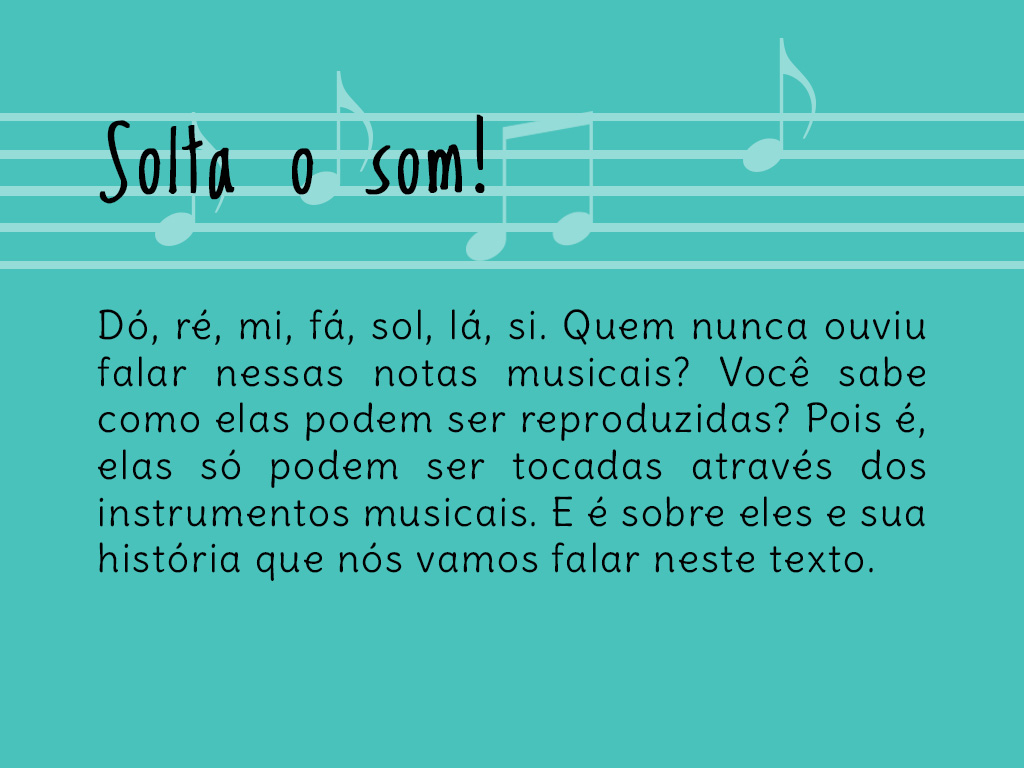 Solta o som!
Dó, ré, mi, fá, sol, lá, si. Quem nunca ouviu
falar nessas notas musicais? Você sabe
como elas podem ser reproduzidas? Pois é,
elas só podem ser tocadas através dos
instrumentos musicais. E é sobre eles e sua
história que nós vamos falar neste texto.